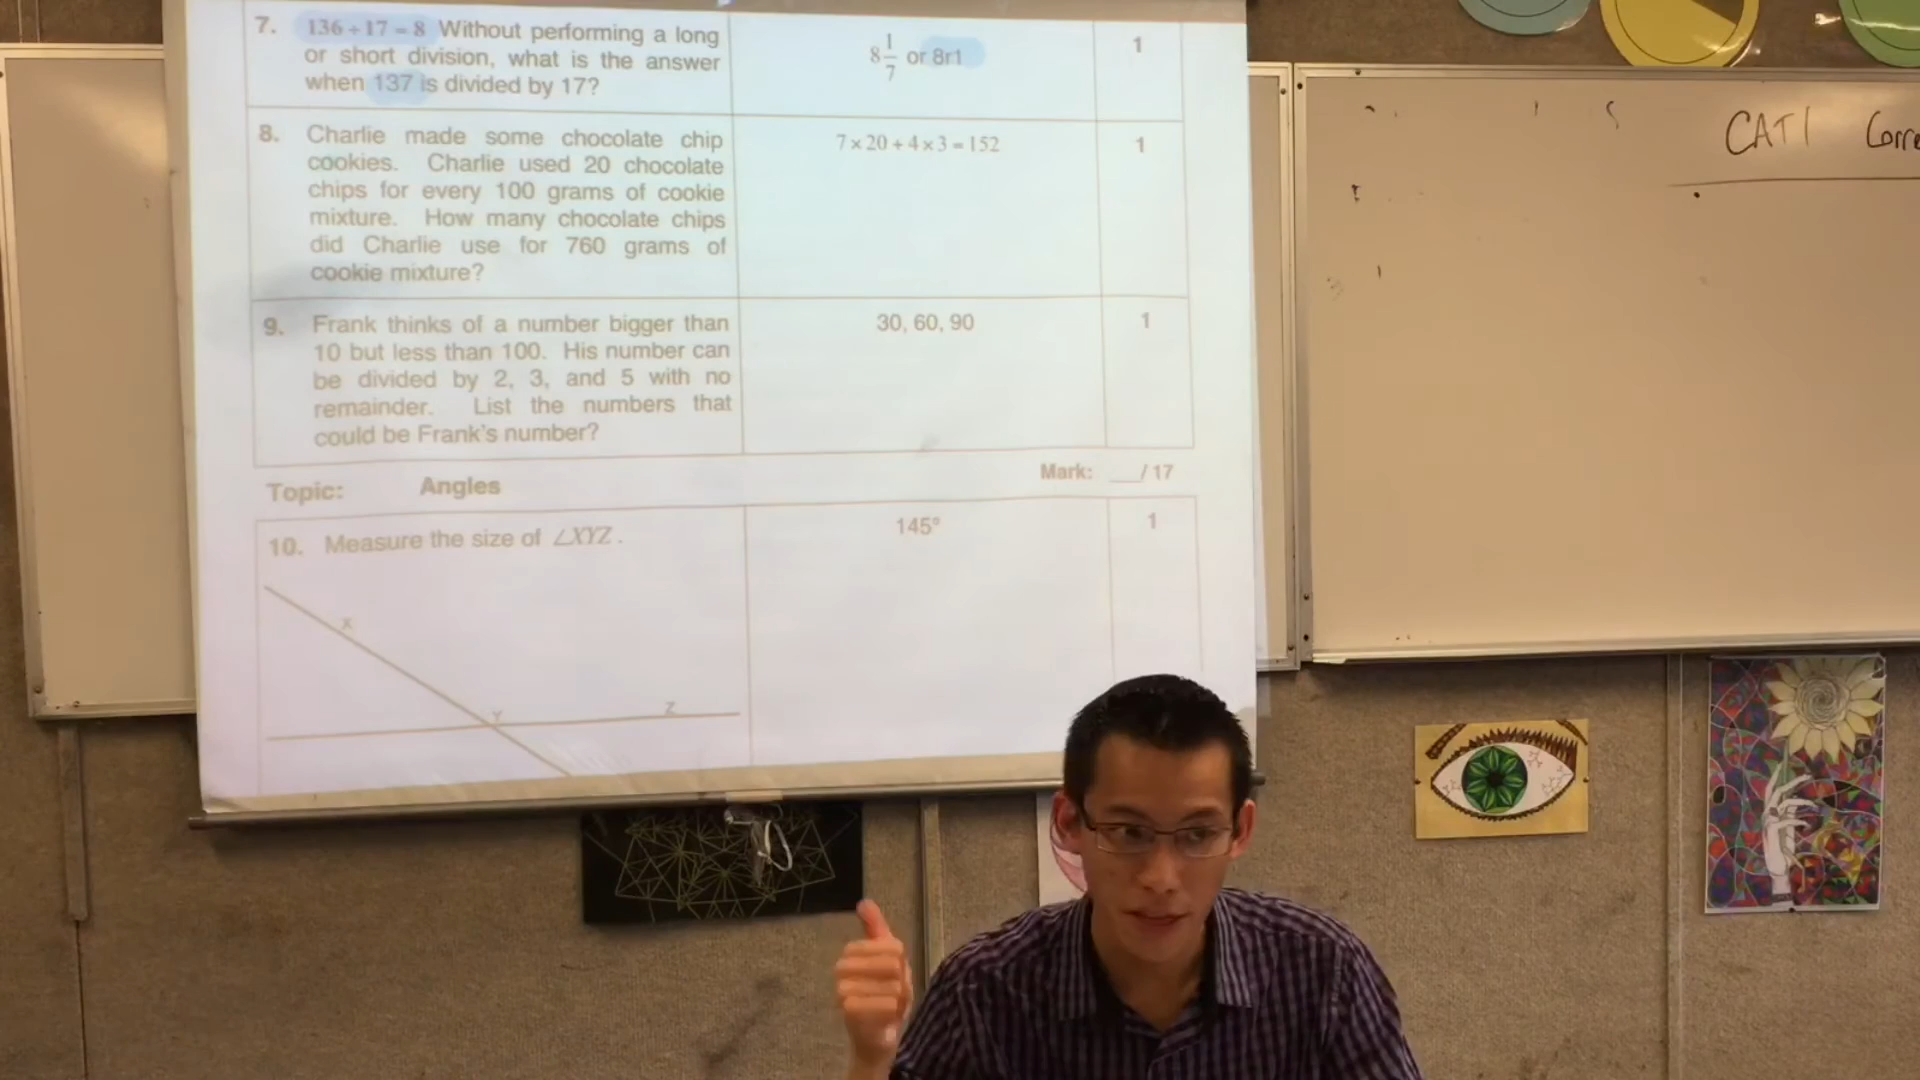 7. 136 ÷ 17 = 8 Without performing a long
or short division, what is the answer
when 137 is divided by 17?
8 1/7 or 8r1
1
8. Charlie made some chocolate chip
cookies. Charlie used 20 chocolate
chips for every 100 grams of cookie
mixture. How many chocolate chips
did Charlie use for 760 grams of
cookie mixture?
7 × 20 + 4 × 3 = 152
1
9. Frank thinks of a number bigger than
10 but less than 100. His number can
be divided by 2, 3, and 5 with no
remainder. List the numbers that
could be Frank's number?
30, 60, 90
1
Mark: ___/ 17
Topic: Angles
10. Measure the size of ∠XYZ.
145°
1
X
Y
Z
CAT1